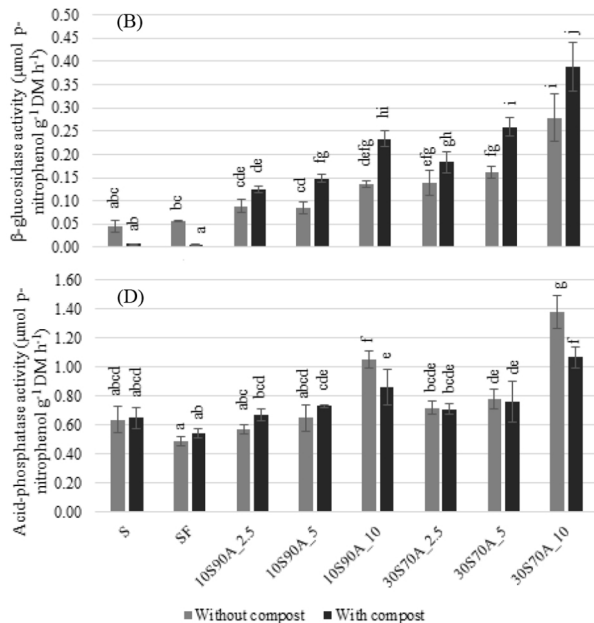 (B)
β-glucosidase activity (µmol p-
nitrophenol g-1 DM h-1)
0.50
0.45
0.40
0.35
0.30
0.25
0.20
0.15
0.10
0.05
0.00
abc
ab
bc
a
cde
de
cd
fg
defg
hi
efg
gh
fg
i
i
j
(D)
Acid-phosphatase activity (µmol p-
nitrophenol g-1 DM h-1)
1.60
1.40
1.20
1.00
0.80
0.60
0.40
0.20
0.00
abcd
abcd
a
ab
abc
bcd
abcd
cde
f
e
bcde
bcde
de
de
g
f
S
SF
10S90A_2.5
10S90A_5
10S90A_10
30S70A_2.5
30S70A_5
30S70A_10
Without compost
With compost